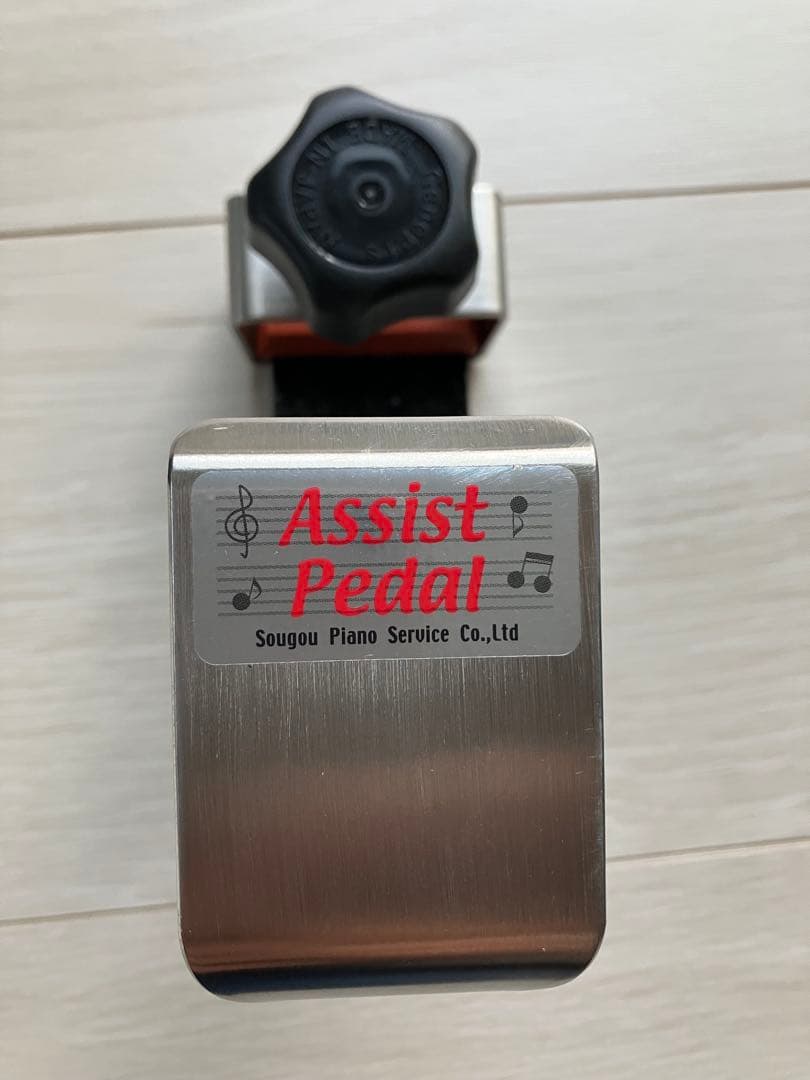 Assist
Pedal
Sougou Piano Service Co.,Ltd